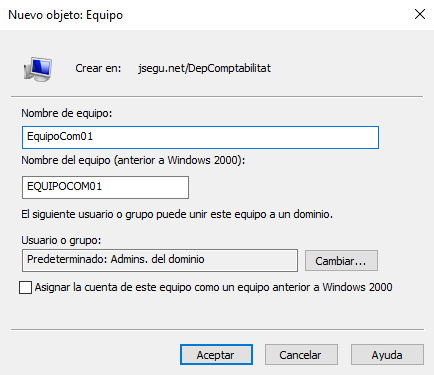 Nuevo objeto: Equipo
Crear en: jsegu.net/DepComptabilitat
Nombre de equipo:
EquipoCom01
Nombre del equipo (anterior a Windows 2000):
EQUIPOCOM01
El siguiente usuario o grupo puede unir este equipo a un dominio.
Usuario o grupo:
Predeterminado: Admins. del dominio Cambiar...
Asignar la cuenta de este equipo como un equipo anterior a Windows 2000
Aceptar Cancelar Ayuda